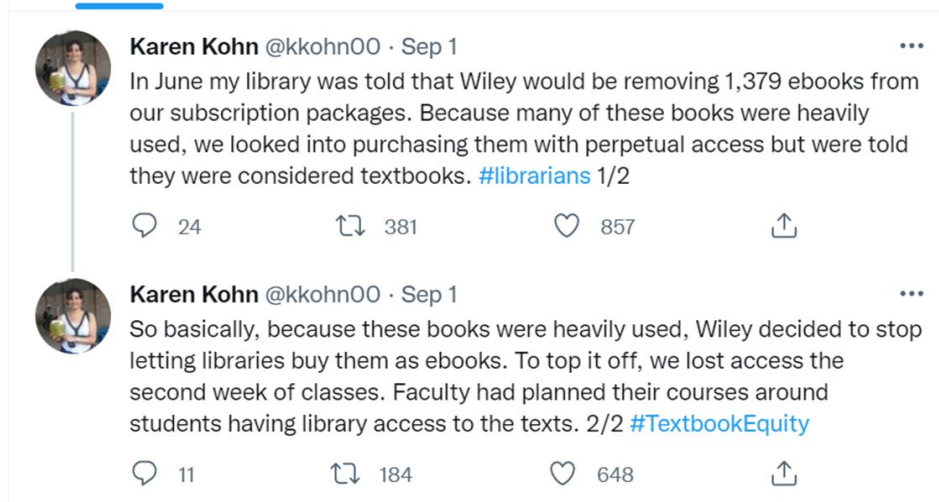 Karen Kohn @kkohn00 · Sep 1
In June my library was told that Wiley would be removing 1,379 ebooks from
our subscription packages. Because many of these books were heavily
used, we looked into purchasing them with perpetual access but were told
they were considered textbooks. #librarians 1/2
24 381 857
Karen Kohn @kkohn00 · Sep 1
So basically, because these books were heavily used, Wiley decided to stop
letting libraries buy them as ebooks. To top it off, we lost access the
second week of classes. Faculty had planned their courses around
students having library access to the texts. 2/2 #TextbookEquity
11 184 648